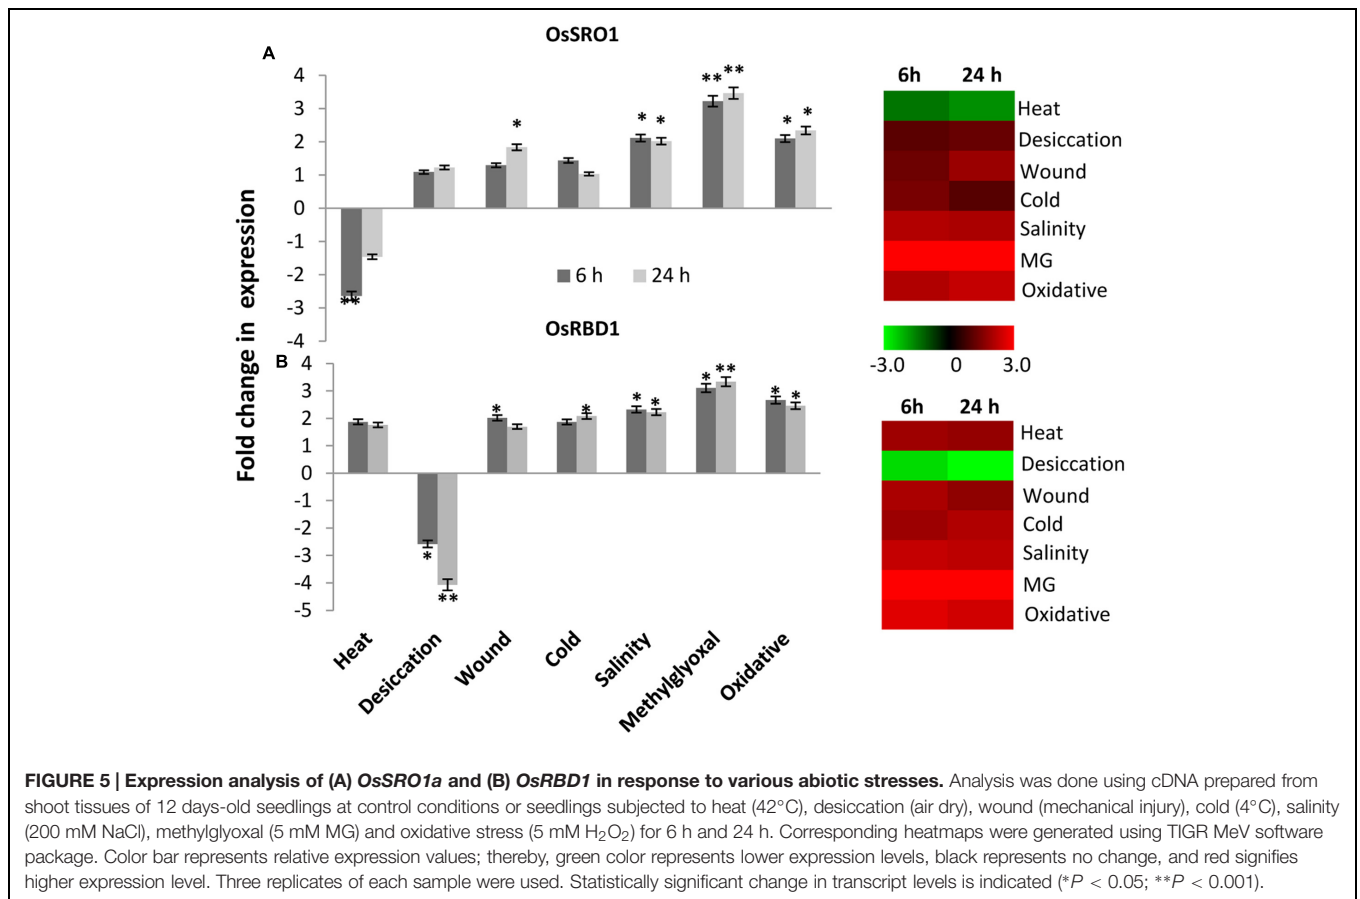 OsSRO1
A
Fold change in expression
4
3
2
1
0
-1
-2
-3
-4
**
*
* *
** **
* *
6 h 24 h
6h 24 h
Heat
Desiccation
Wound
Cold
Salinity
MG
Oxidative
-3.0 0 3.0
OsRBD1
B
4
3
2
1
0
-1
-2
-3
-4
-5
* **
*
*
* *
* **
* *
Heat
Desiccation
Wound
Cold
Salinity
Methylglyoxal
Oxidative
6h 24 h
Heat
Desiccation
Wound
Cold
Salinity
MG
Oxidative
FIGURE 5 | Expression analysis of (A) OsSRO1a and (B) OsRBD1 in response to various abiotic stresses. Analysis was done using cDNA prepared from
shoot tissues of 12 days-old seedlings at control conditions or seedlings subjected to heat (42°C), desiccation (air dry), wound (mechanical injury), cold (4°C), salinity
(200 mM NaCl), methylglyoxal (5 mM MG) and oxidative stress (5 mM H₂O₂) for 6 h and 24 h. Corresponding heatmaps were generated using TIGR MeV software
package. Color bar represents relative expression values; thereby, green color represents lower expression levels, black represents no change, and red signifies
higher expression level. Three replicates of each sample were used. Statistically significant change in transcript levels is indicated (*P < 0.05; **P < 0.001).